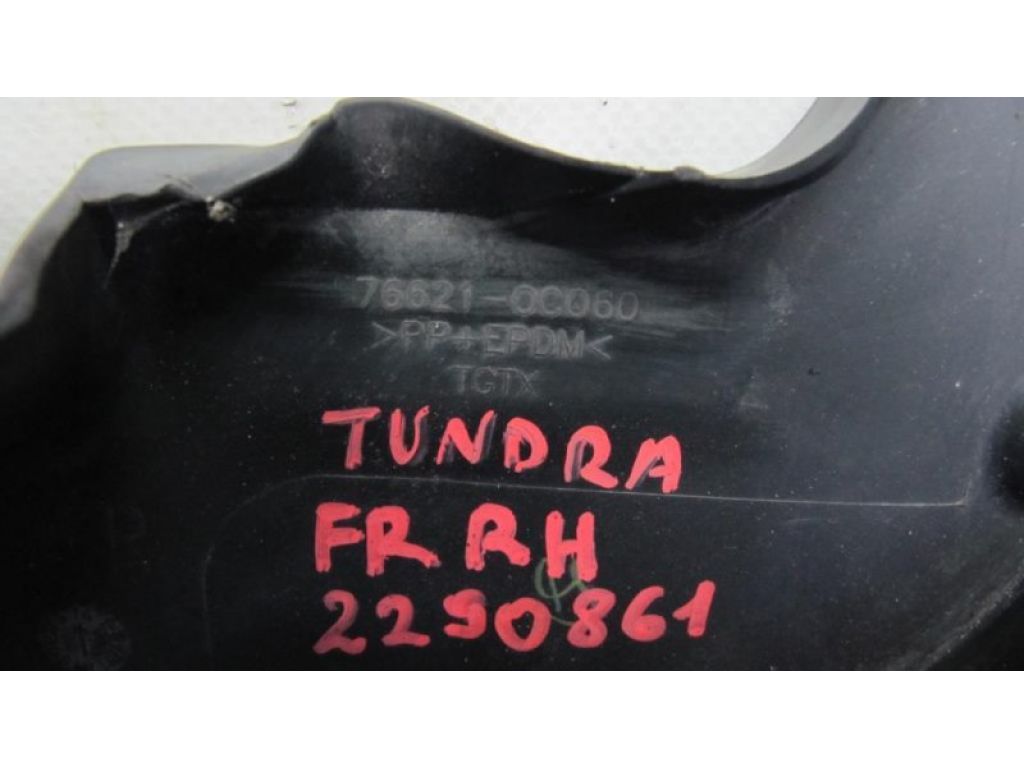 76621-0C060
>PP+EPDM<
TCTX
TUNDRA
FR RH
2290861